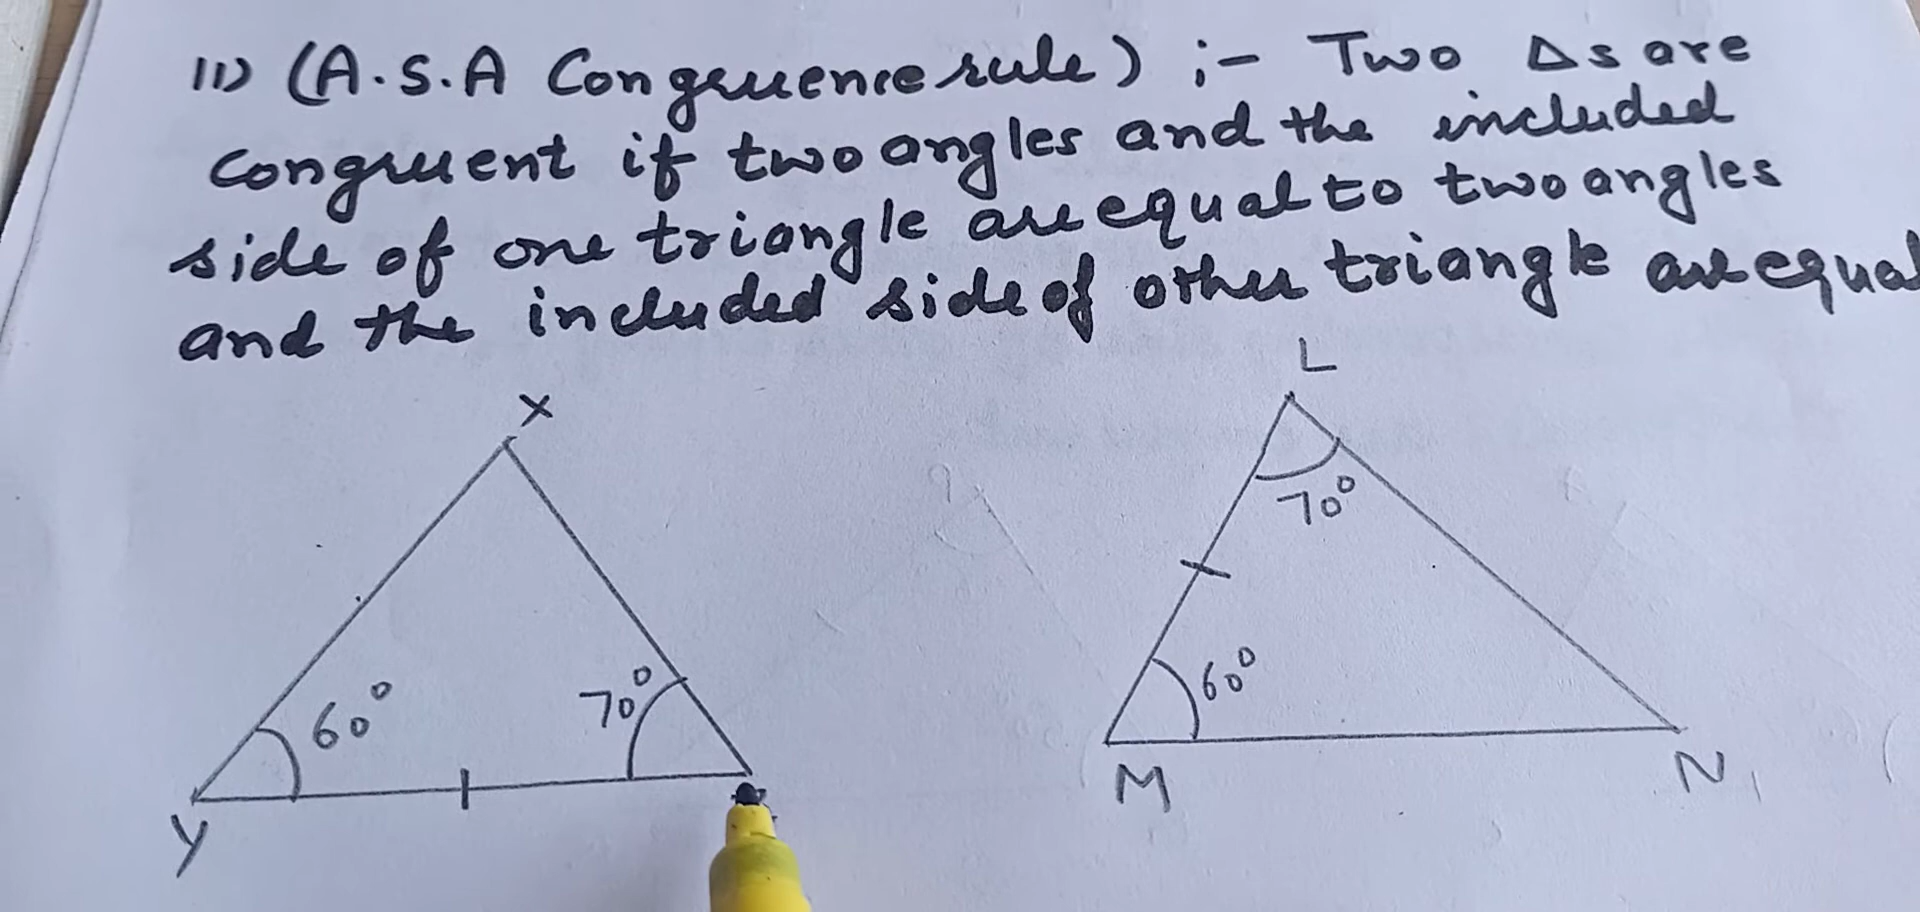 11) (A.S.A Congruence rule) ;- Two Δs are
congruent if two angles and the included
side of one triangle are equal to two angles
and the included side of other triangle are equal
X
L
70°
60°
70°
60°
Y
M
N